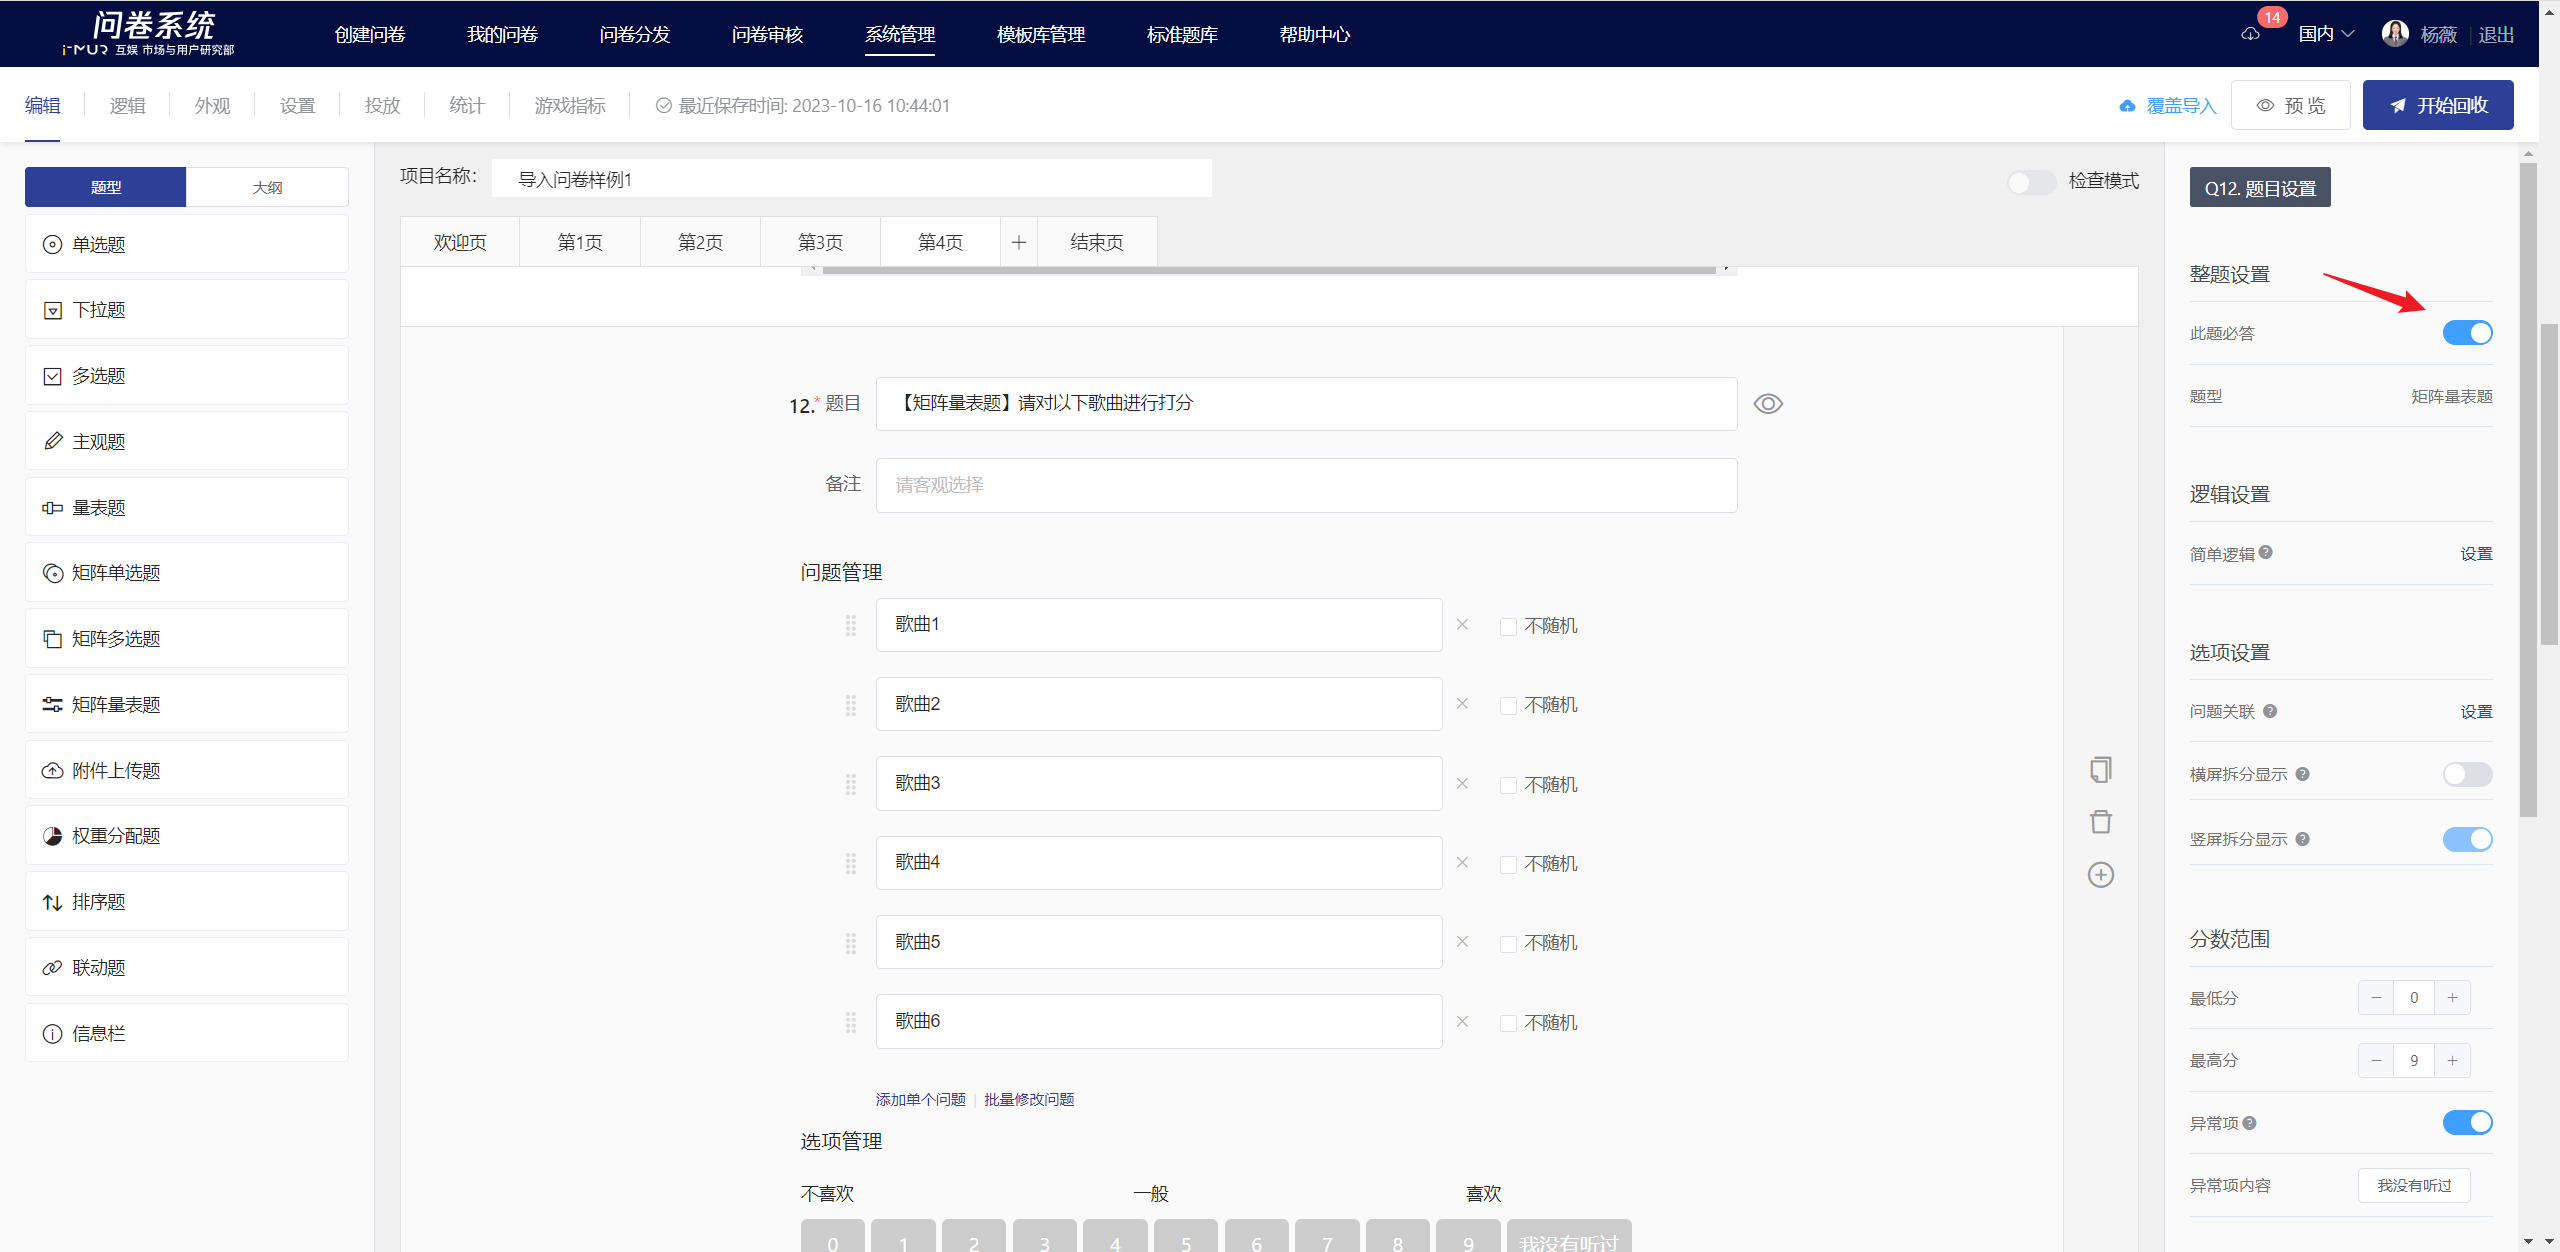 问卷系统
i-MUR 互娱 市场与用户研究部
创建问卷
我的问卷
问卷分发
问卷审核
系统管理
模板库管理
标准题库
帮助中心
14
国内
杨薇
退出
编辑
逻辑
外观
设置
投放
统计
游戏指标
最近保存时间: 2023-10-16 10:44:01
覆盖导入
预 览
开始回收
题型
大纲
单选题
下拉题
多选题
主观题
量表题
矩阵单选题
矩阵多选题
矩阵量表题
附件上传题
权重分配题
排序题
联动题
信息栏
项目名称:
导入问卷样例1
检查模式
欢迎页
第1页
第2页
第3页
第4页
+
结束页
12.* 题目
【矩阵量表题】请对以下歌曲进行打分
备注
请客观选择
问题管理
歌曲1
不随机
歌曲2
不随机
歌曲3
不随机
歌曲4
不随机
歌曲5
不随机
歌曲6
不随机
添加单个问题 | 批量修改问题
选项管理
不喜欢
一般
喜欢
0
1
2
3
4
5
6
7
8
9
我没有听过
Q12. 题目设置
整题设置
此题必答
题型
矩阵量表题
逻辑设置
简单逻辑
设置
选项设置
问题关联
设置
横屏拆分显示
竖屏拆分显示
分数范围
最低分
− 0 +
最高分
− 9 +
异常项
异常项内容
我没有听过